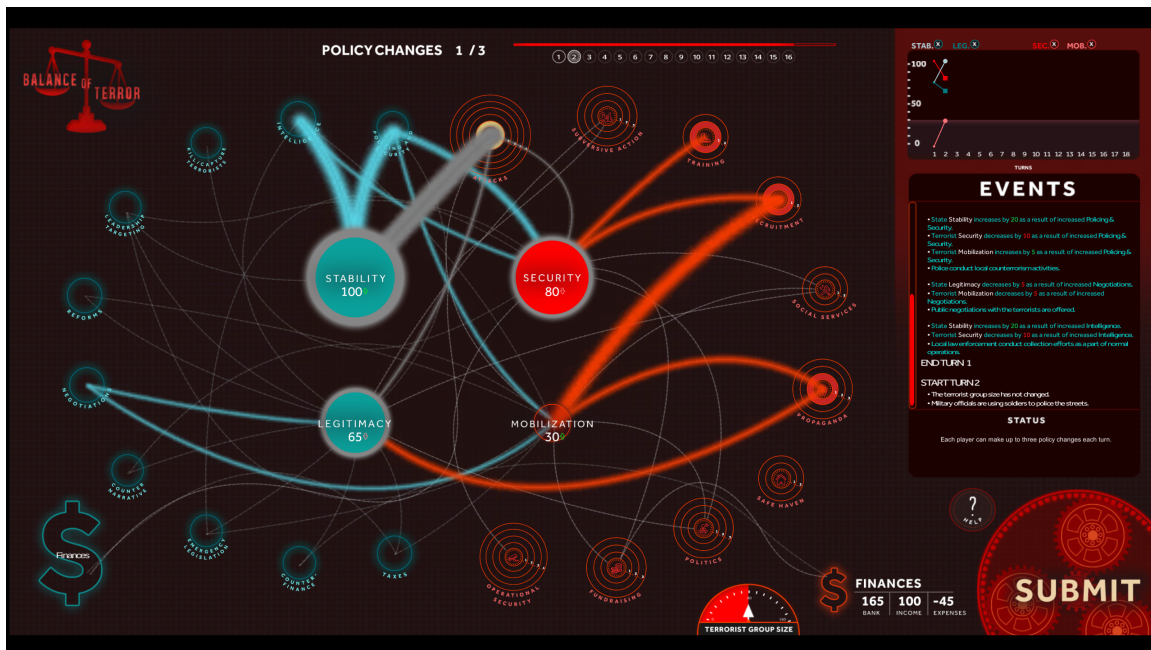 POLICY CHANGES 1 / 3
1 2 3 4 5 6 7 8 9 10 11 12 13 14 15 16
BALANCE OF TERROR
KILL/CAPTURE
TERRORISTS
LEADERSHIP
TARGETING
REFORMS
NEGOTIATIONS
COUNTER
NARRATIVE
EMERGENCY
LEGISLATION
COUNTER-
FINANCE
TAXES
SUBVERSIVE ACTION
TRAINING
SOCIAL SERVICES
PROPAGANDA
SAFE HAVEN
POLITICS
FUNDRAISING
OPERATIONAL
SECURITY
STABILITY
100
SECURITY
80
LEGITIMACY
65
MOBILIZATION
30
Finances
STAB. X LEG. X SEC. X MOB. X
100
50
0
1 2 3 4 5 6 7 8 9 10 11 12 13 14 15 16 17 18
TURNS
EVENTS
• State Stability increases by 20 as a result of increased Policing &
Security.
• Terrorist Security decreases by 10 as a result of increased Policing &
Security.
• Terrorist Mobilization increases by 5 as a result of increased Policing &
Security.
• Police conduct local counterrorism activities.
• State Legitimacy decreases by 5 as a result of increased Negotiations.
• Terrorist Mobilization decreases by 5 as a result of increased
Negotiations.
• Public negotiations with the terrorists are offered.
• State Stability increases by 20 as a result of increased Intelligence.
• Terrorist Security decreases by 10 as a result of increased Intelligence.
• Local law enforcement conduct collection efforts as a part of normal
operations.
END TURN 1
START TURN 2
• The terrorist group size has not changed.
• Military officials are using soldiers to police the streets.
STATUS
Each player can make up to three policy changes each turn.
?
HELP
FINANCES
165 100 -45
BANK INCOME EXPENSES
SUBMIT
TERRORIST GROUP SIZE